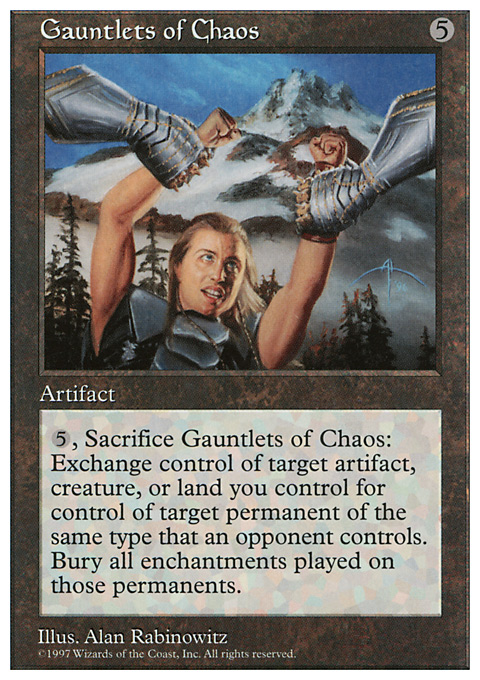 Gauntlets of Chaos 5
Artifact
5, Sacrifice Gauntlets of Chaos:
Exchange control of target artifact,
creature, or land you control for
control of target permanent of the
same type that an opponent controls.
Bury all enchantments played on
those permanents.
Illus. Alan Rabinowitz
©1997 Wizards of the Coast, Inc. All rights reserved.